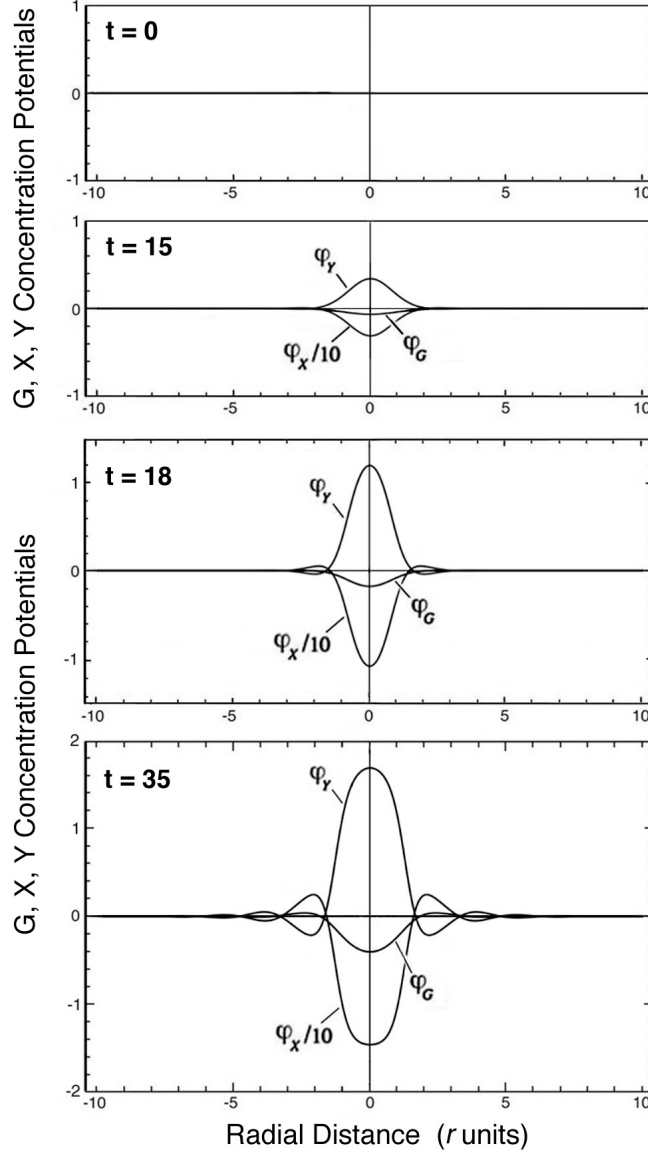 G, X, Y Concentration Potentials
t = 0
1
0
-1
-10
-5
0
5
10
t = 15
φY
φX/10
φG
1
0
-1
-10
-5
0
5
10
G, X, Y Concentration Potentials
t = 18
φY
φX/10
φG
1
0
-1
-10
-5
0
5
10
t = 35
φY
φX/10
φG
2
1
0
-1
-2
-10
-5
0
5
10
Radial Distance (r units)